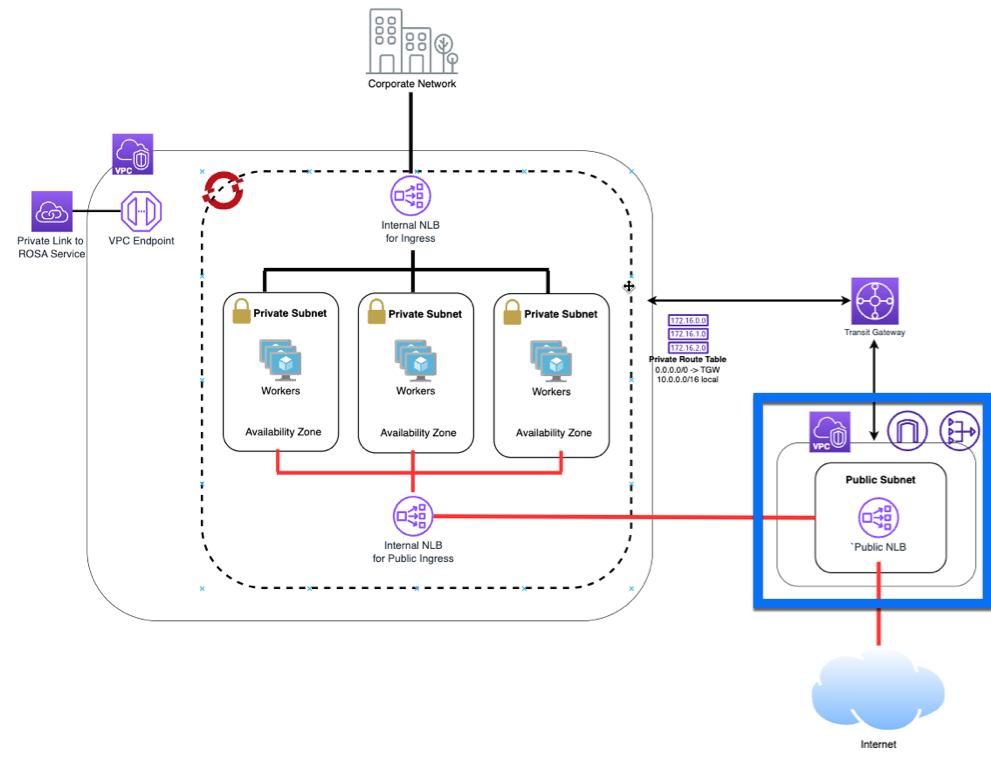 Corporate Network
VPC
Private Link to
ROSA Service
VPC Endpoint
Internal NLB
for Ingress
Private Subnet
Workers
Availability Zone
Private Subnet
Workers
Availability Zone
Private Subnet
Workers
Availability Zone
Internal NLB
for Public Ingress
172.16.0.0
172.16.1.0
172.16.2.0
Private Route Table
0.0.0.0/0 -> TGW
10.0.0.0/16 local
Transit Gateway
VPC
Public Subnet
`Public NLB
Internet